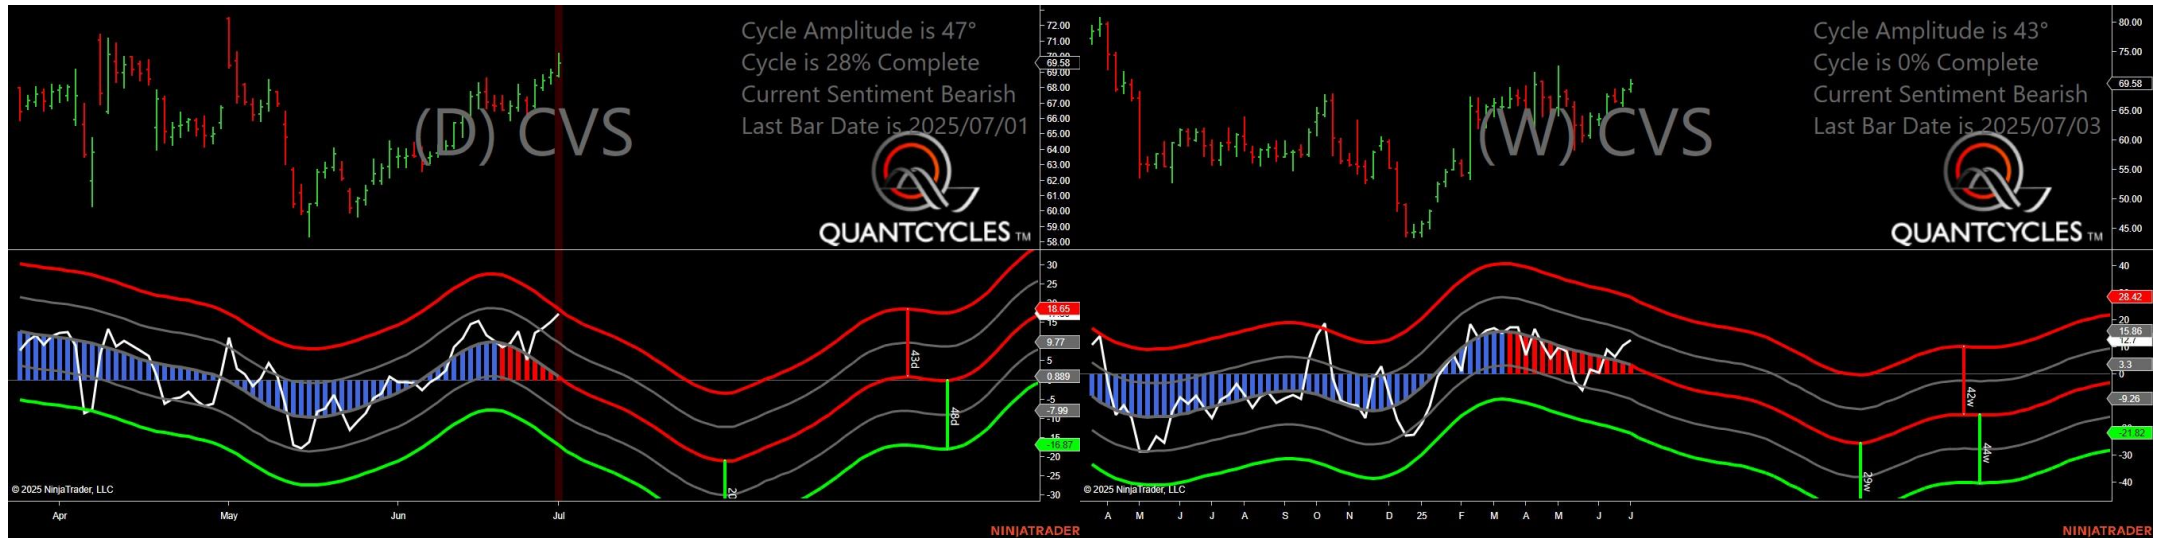 Cycle Amplitude is 47°
Cycle is 28% Complete
Current Sentiment Bearish
Last Bar Date is 2025/07/01
(D) CVS
QUANTCYCLES TM
72.00
71.00
69.58
69.00
68.00
67.00
66.00
65.00
64.00
63.00
62.00
61.00
60.00
59.00
58.00
30
25
18.65
15
9.77
5
0.889
-5
-7.99
-10
-16.87
-20
-25
-30
43d
48d
20
© 2025 NinjaTrader, LLC
Apr
May
Jun
Jul
NINJATRADER
Cycle Amplitude is 43°
Cycle is 0% Complete
Current Sentiment Bearish
Last Bar Date is 2025/07/03
(W) CVS
QUANTCYCLES TM
80.00
75.00
69.58
65.00
60.00
55.00
50.00
45.00
40
28.42
20
15.86
12.7
3.3
0
-9.26
-21.82
-30
-40
42w
44w
29w
© 2025 NinjaTrader, LLC
A M J J A S O N D 25 F M A M J J
NINJATRADER